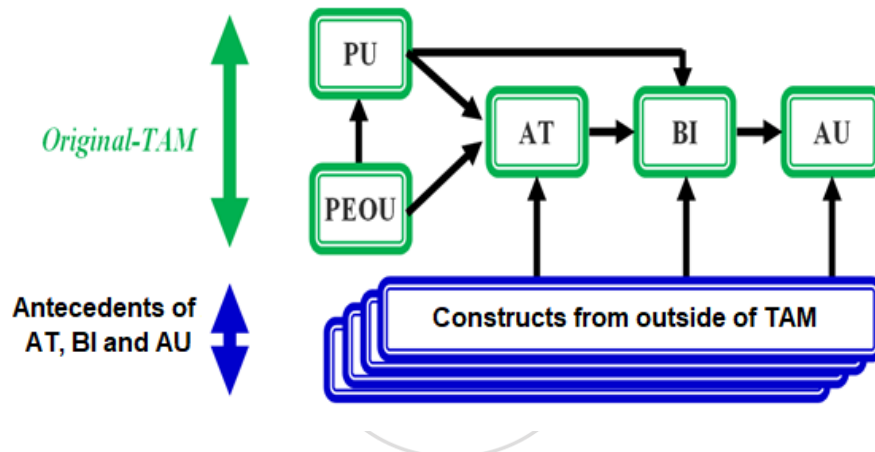 PU
Original-TAM
AT
BI
AU
PEOU
Antecedents of
AT, BI and AU
Constructs from outside of TAM